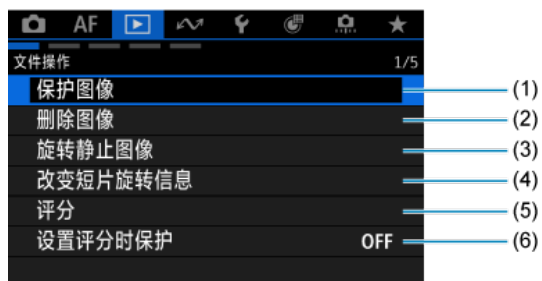 AF
文件操作 1/5
保护图像 (1)
删除图像 (2)
旋转静止图像 (3)
改变短片旋转信息 (4)
评分 (5)
设置评分时保护 OFF (6)